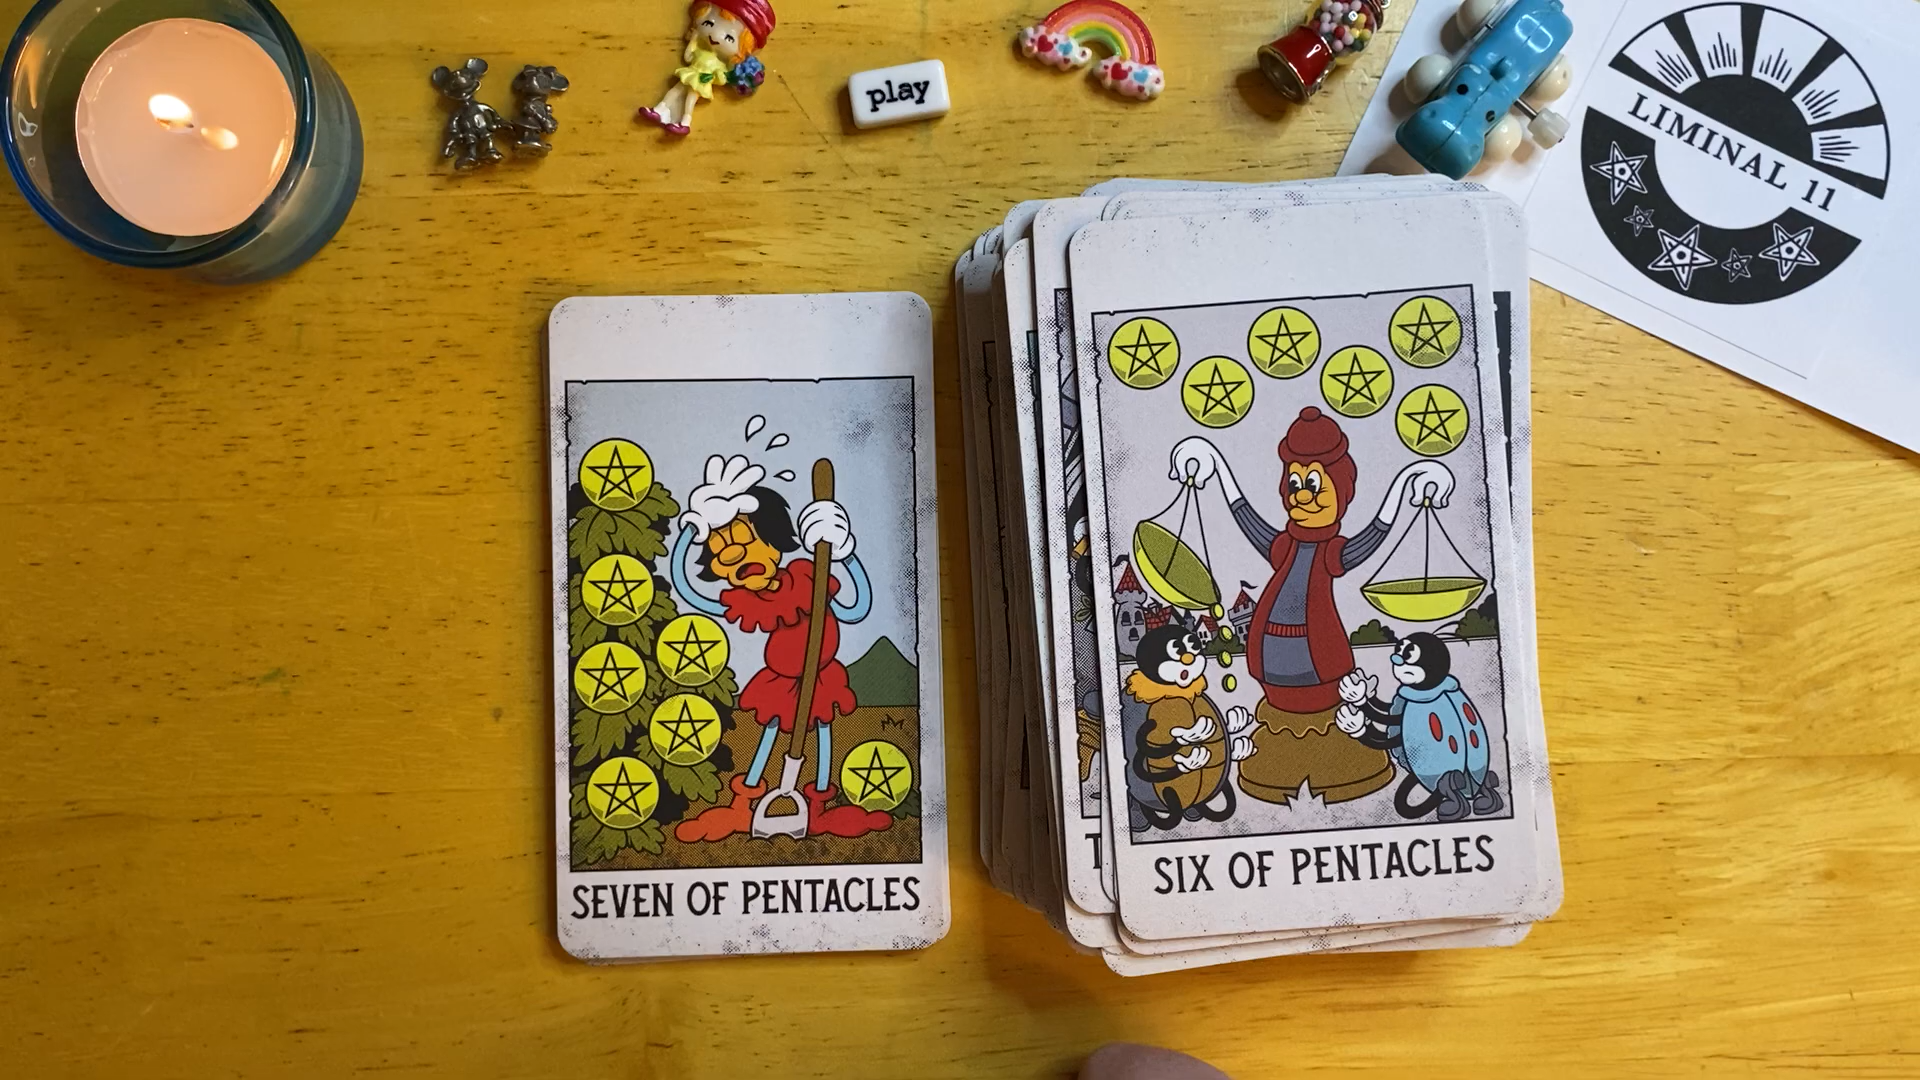 play
LIMINAL 11
SEVEN OF PENTACLES
SIX OF PENTACLES
T